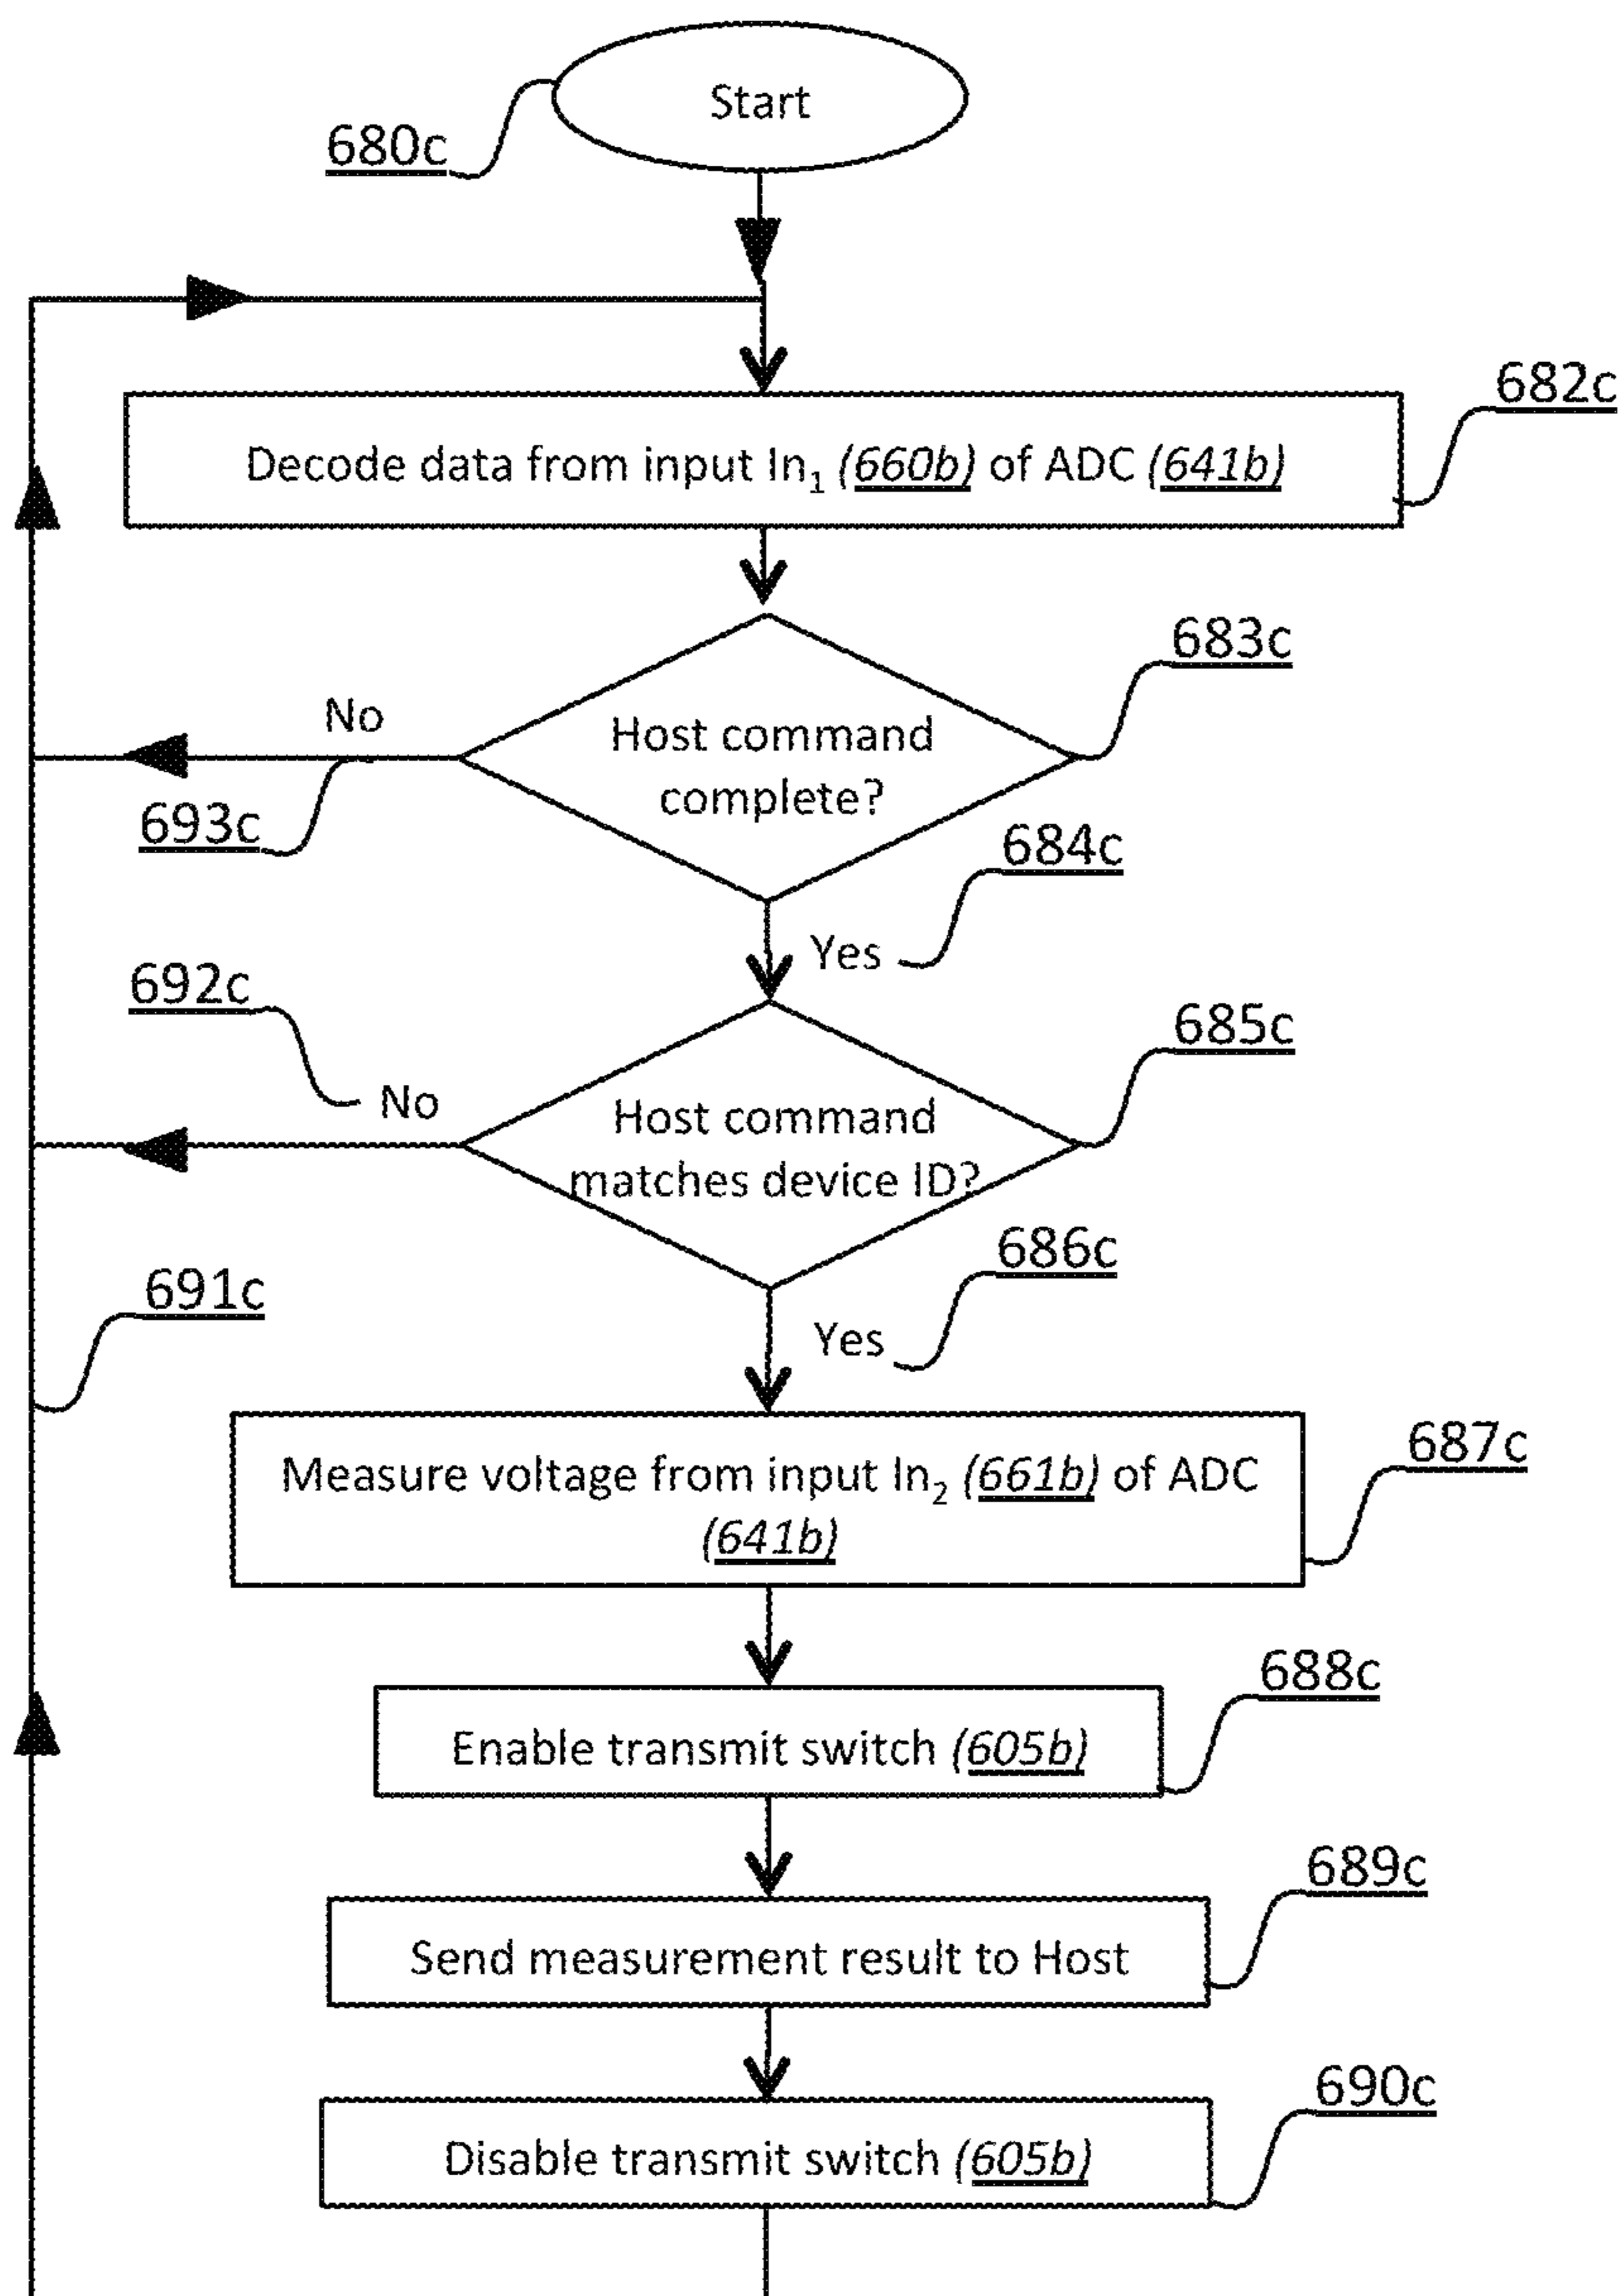 Start
680c
682c
Decode data from input In₁ (660b) of ADC (641b)
683c
No
Host command
complete?
693c
684c
Yes
692c
685c
No
Host command
matches device ID?
686c
691c
Yes
687c
Measure voltage from input In₂ (661b) of ADC
(641b)
688c
Enable transmit switch (605b)
689c
Send measurement result to Host
690c
Disable transmit switch (605b)